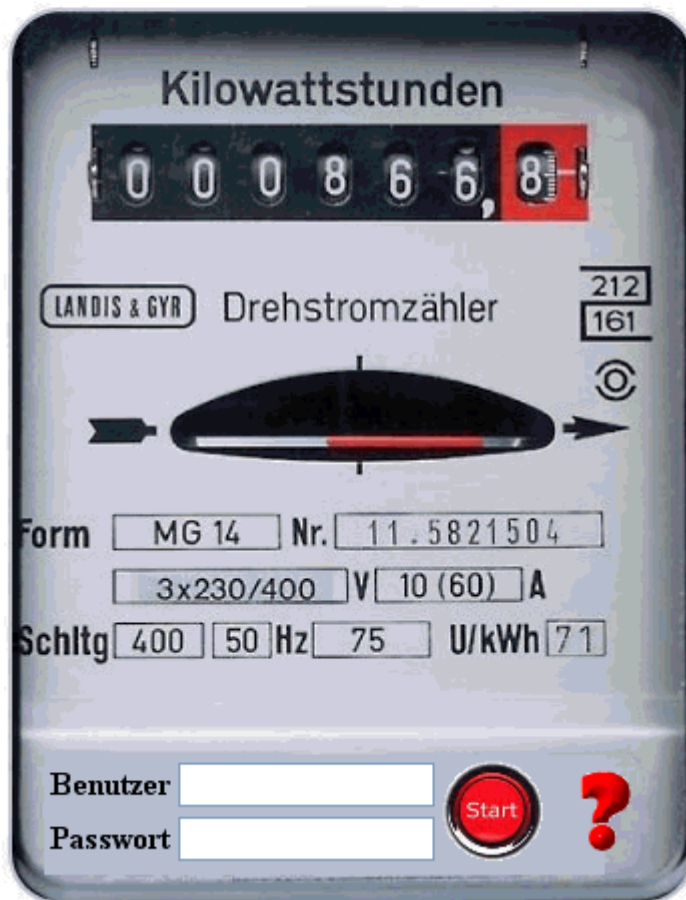 Kilowattstunden
0 0 0 8 6 6, 8
LANDIS & GYR Drehstromzähler 212
161
Form MG 14 Nr. 11.5821504
3x230/400 V 10 (60) A
Schltg 400 50 Hz 75 U/kWh 71
Benutzer
Start
Passwort
?